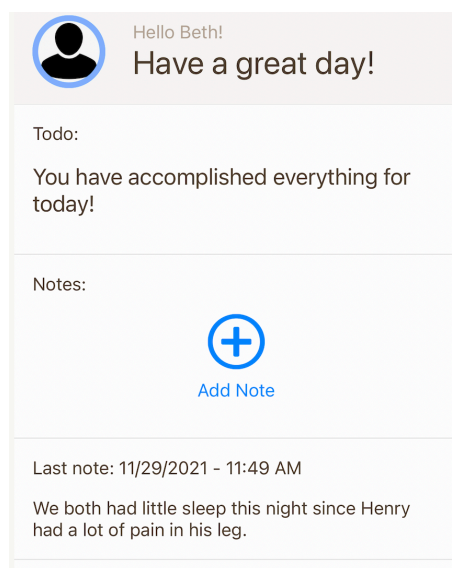 Hello Beth!
Have a great day!
Todo:
You have accomplished everything for
today!
Notes:
Add Note
Last note: 11/29/2021 - 11:49 AM
We both had little sleep this night since Henry
had a lot of pain in his leg.